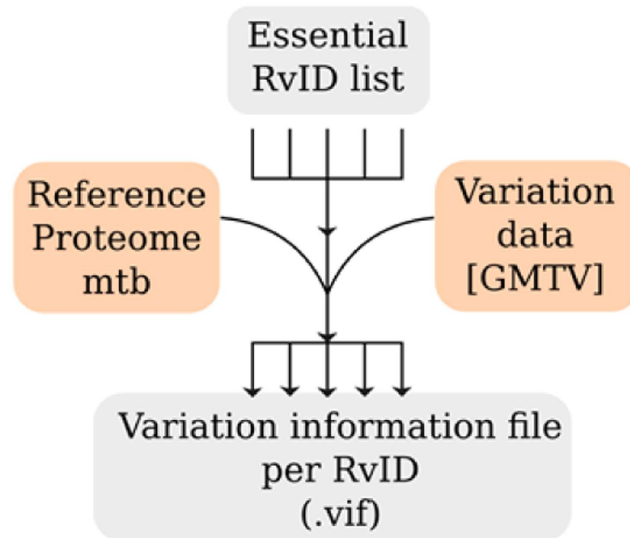 Essential
RvID list
Reference
Proteome
mtb
Variation
data
[GMTV]
Variation information file
per RvID
(.vif)